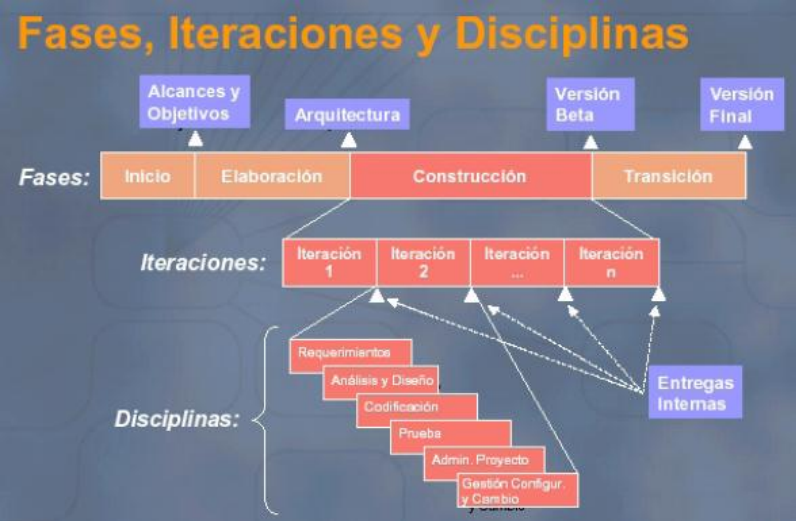 Fases, Iteraciones y Disciplinas
Alcances y
Objetivos
Arquitectura
Versión
Beta
Versión
Final
Fases:
Inicio
Elaboración
Construcción
Transición
Iteraciones:
Iteración
1
Iteración
2
Iteración
...
Iteración
n
Disciplinas:
Requerimientos
Análisis y Diseño
Codificación
Prueba
Admin. Proyecto
Gestión Configur.
y Cambio
y Cambio
Entregas
Internas